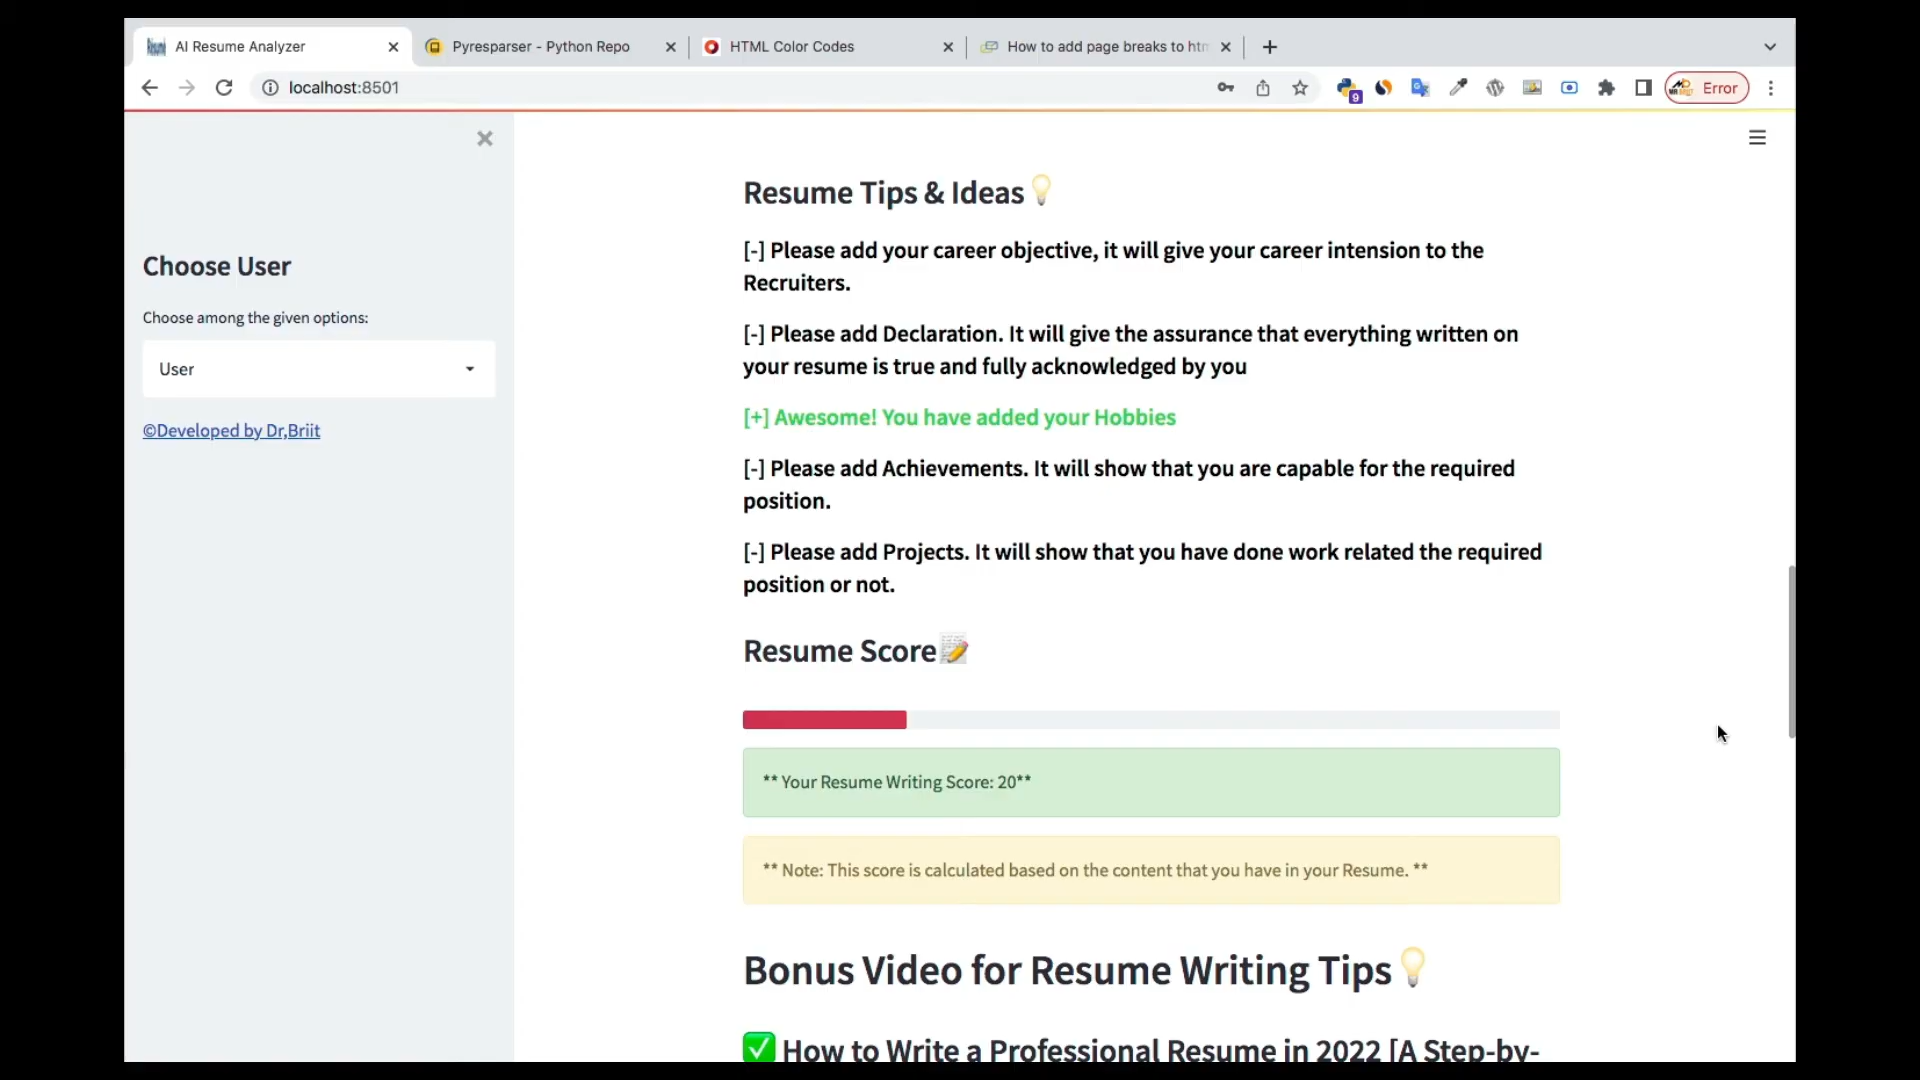 AI Resume Analyzer
Pyresparser - Python Repo
HTML Color Codes
How to add page breaks to htm
localhost:8501
9
Error
Choose User
Choose among the given options:
User
©Developed by Dr,Briit
Resume Tips & Ideas💡
[-] Please add your career objective, it will give your career intension to the
Recruiters.
[-] Please add Declaration. It will give the assurance that everything written on
your resume is true and fully acknowledged by you
[+] Awesome! You have added your Hobbies
[-] Please add Achievements. It will show that you are capable for the required
position.
[-] Please add Projects. It will show that you have done work related the required
position or not.
Resume Score📝
** Your Resume Writing Score: 20**
** Note: This score is calculated based on the content that you have in your Resume. **
Bonus Video for Resume Writing Tips💡
✅ How to Write a Professional Resume in 2022 [A Step-by-